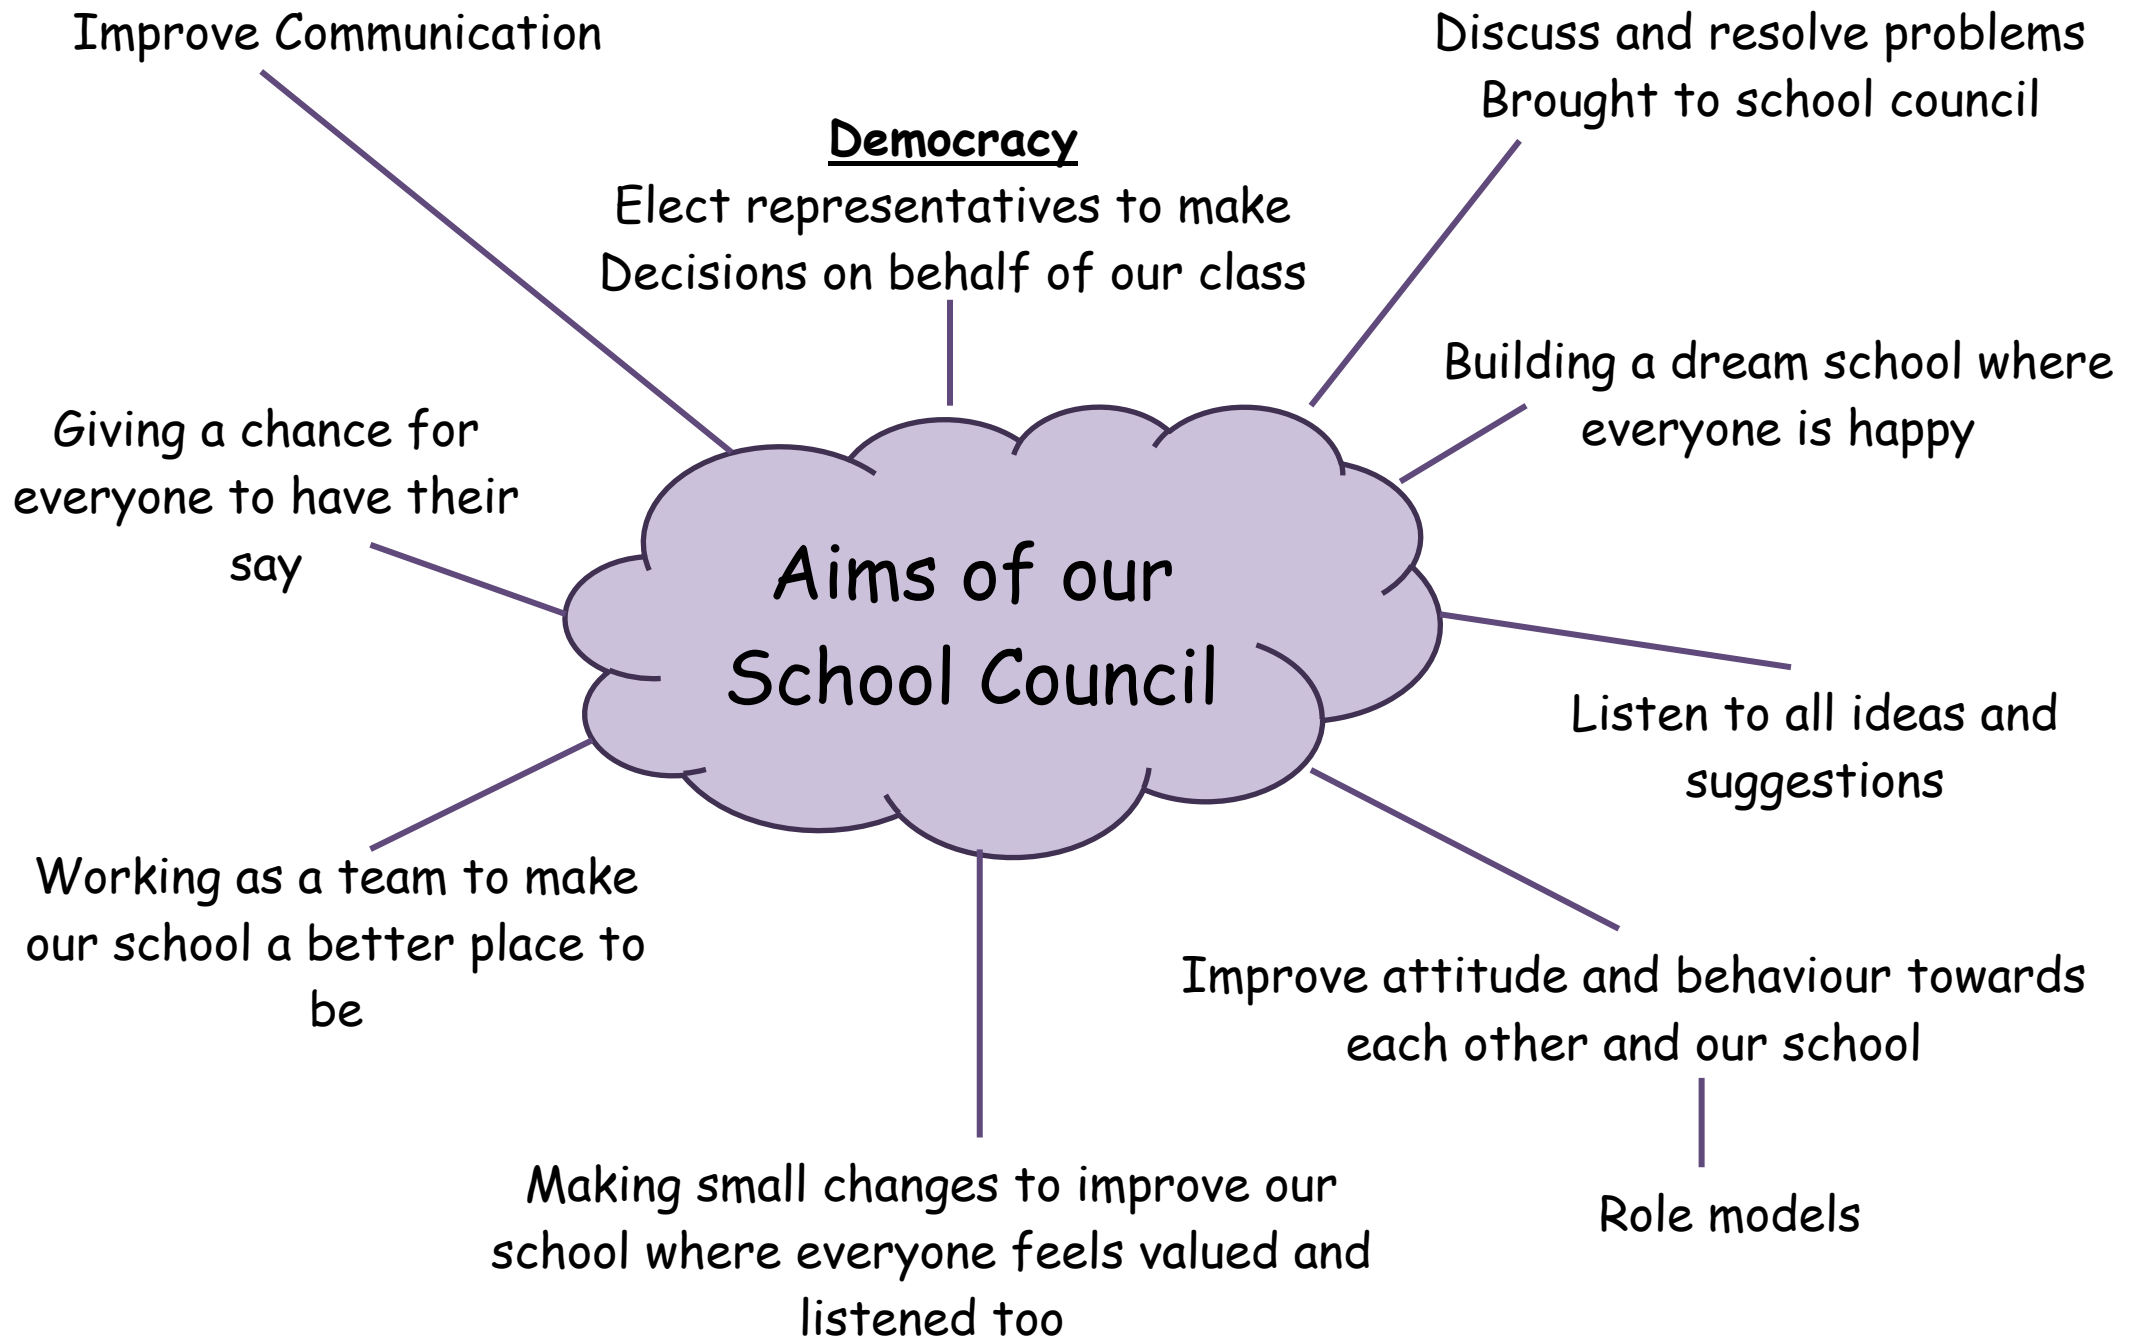 Improve Communication
Discuss and resolve problems
Brought to school council
Democracy
Elect representatives to make
Decisions on behalf of our class
Building a dream school where
everyone is happy
Giving a chance for
everyone to have their
say
Aims of our
School Council
Listen to all ideas and
suggestions
Working as a team to make
our school a better place to
be
Improve attitude and behaviour towards
each other and our school
Making small changes to improve our
school where everyone feels valued and
listened too
Role models